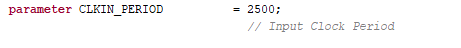 parameter CLKIN_PERIOD = 2500;
// Input Clock Period